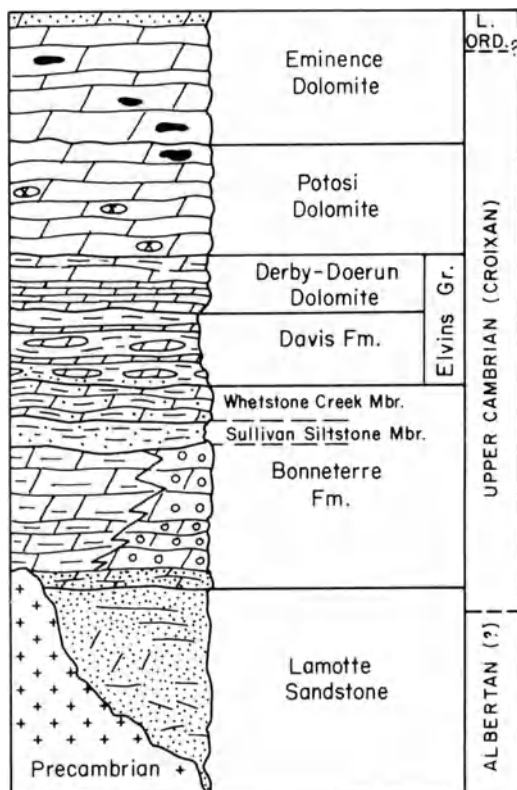 L.
ORD.?
Eminence
Dolomite
Potosi
Dolomite
Derby-Doerun
Dolomite
Davis Fm.
Elvins Gr.
Whetstone Creek Mbr.
Sullivan Siltstone Mbr.
Bonneterre
Fm.
UPPER CAMBRIAN (CROIXAN)
Lamotte
Sandstone
ALBERTAN (?)
Precambrian